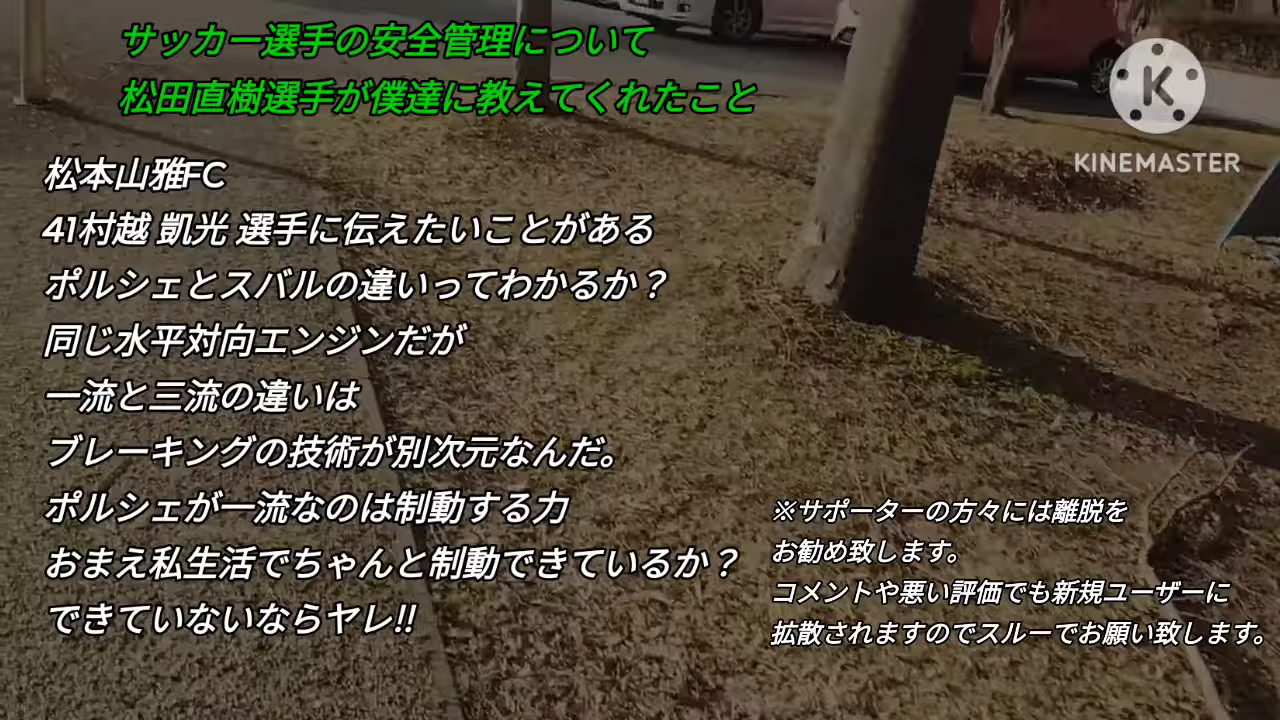 サッカー選手の安全管理について
松田直樹選手が僕達に教えてくれたこと
松本山雅FC
41村越 凱光 選手に伝えたいことがある
ポルシェとスバルの違いってわかるか？
同じ水平対向エンジンだが
一流と三流の違いは
ブレーキングの技術が別次元なんだ。
ポルシェが一流なのは制動する力
おまえ私生活でちゃんと制動できているか？
できていないならヤレ!!
※サポーターの方々には離脱を
お勧め致します。
コメントや悪い評価でも新規ユーザーに
拡散されますのでスルーでお願い致します。
K
KINEMASTER